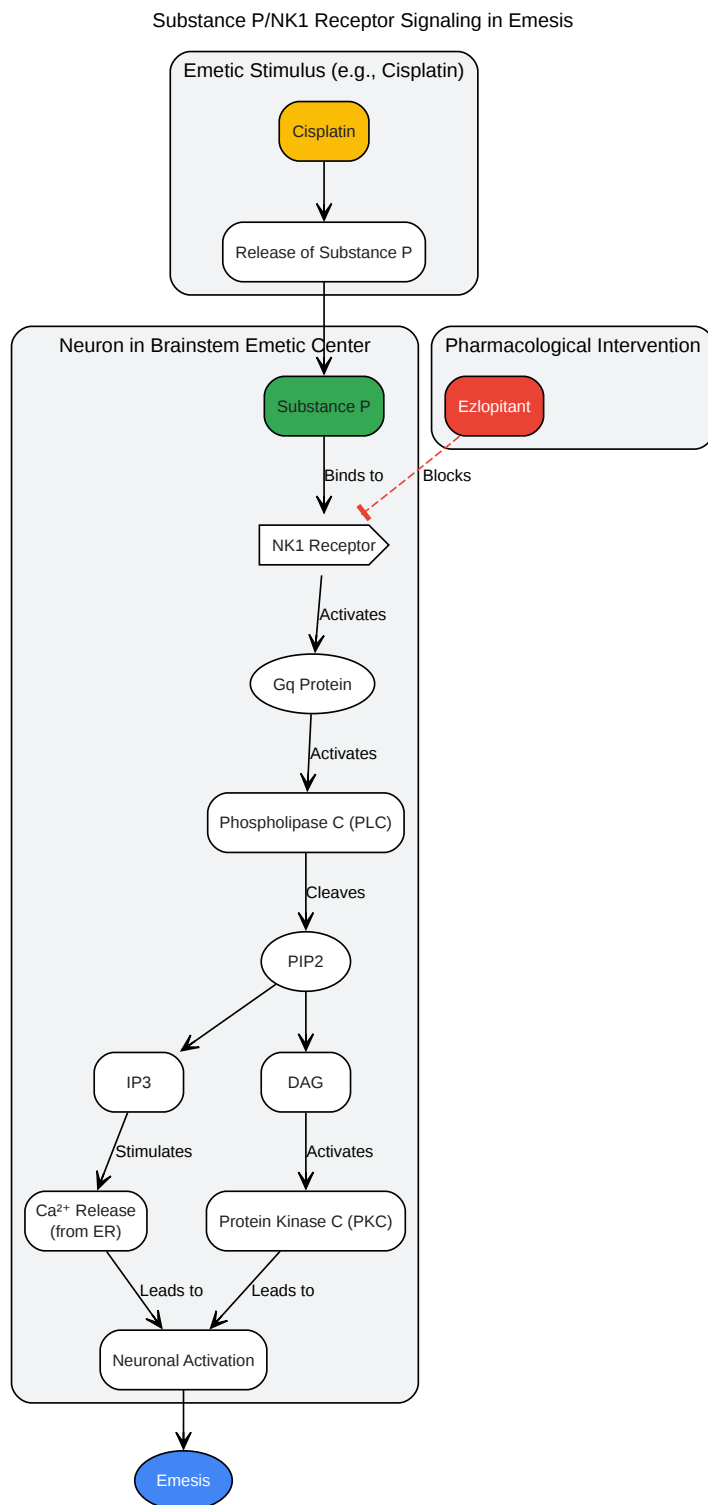 Substance P/NK1 Receptor Signaling in Emesis
Emetic Stimulus (e.g., Cisplatin)
Cisplatin
Release of Substance P
Neuron in Brainstem Emetic Center
Pharmacological Intervention
Substance P
Ezlopitant
Binds to
Blocks
NK1 Receptor
Activates
Gq Protein
Activates
Phospholipase C (PLC)
Cleaves
PIP2
IP3
DAG
Stimulates
Activates
Ca²⁺ Release
(from ER)
Protein Kinase C (PKC)
Leads to
Leads to
Neuronal Activation
Emesis